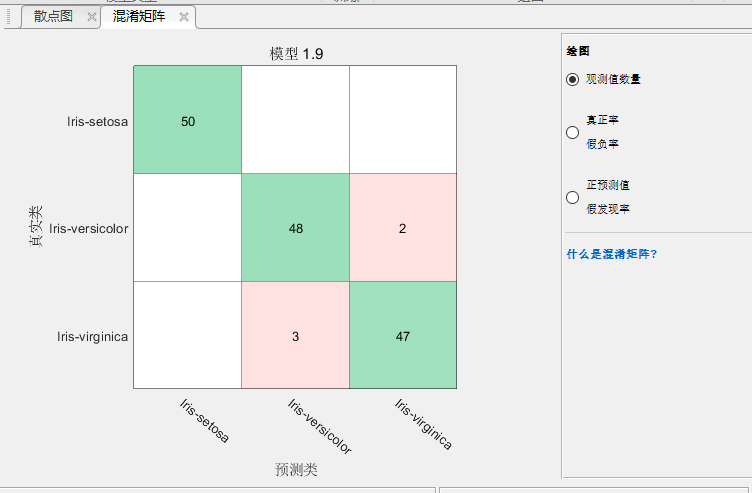 散点图
混淆矩阵
模型 1.9
真实类
Iris-setosa
50
Iris-versicolor
48
2
Iris-virginica
3
47
Iris-setosa
Iris-versicolor
Iris-virginica
预测类
绘图
观测值数量
真正率
假负率
正预测值
假发现率
什么是混淆矩阵?